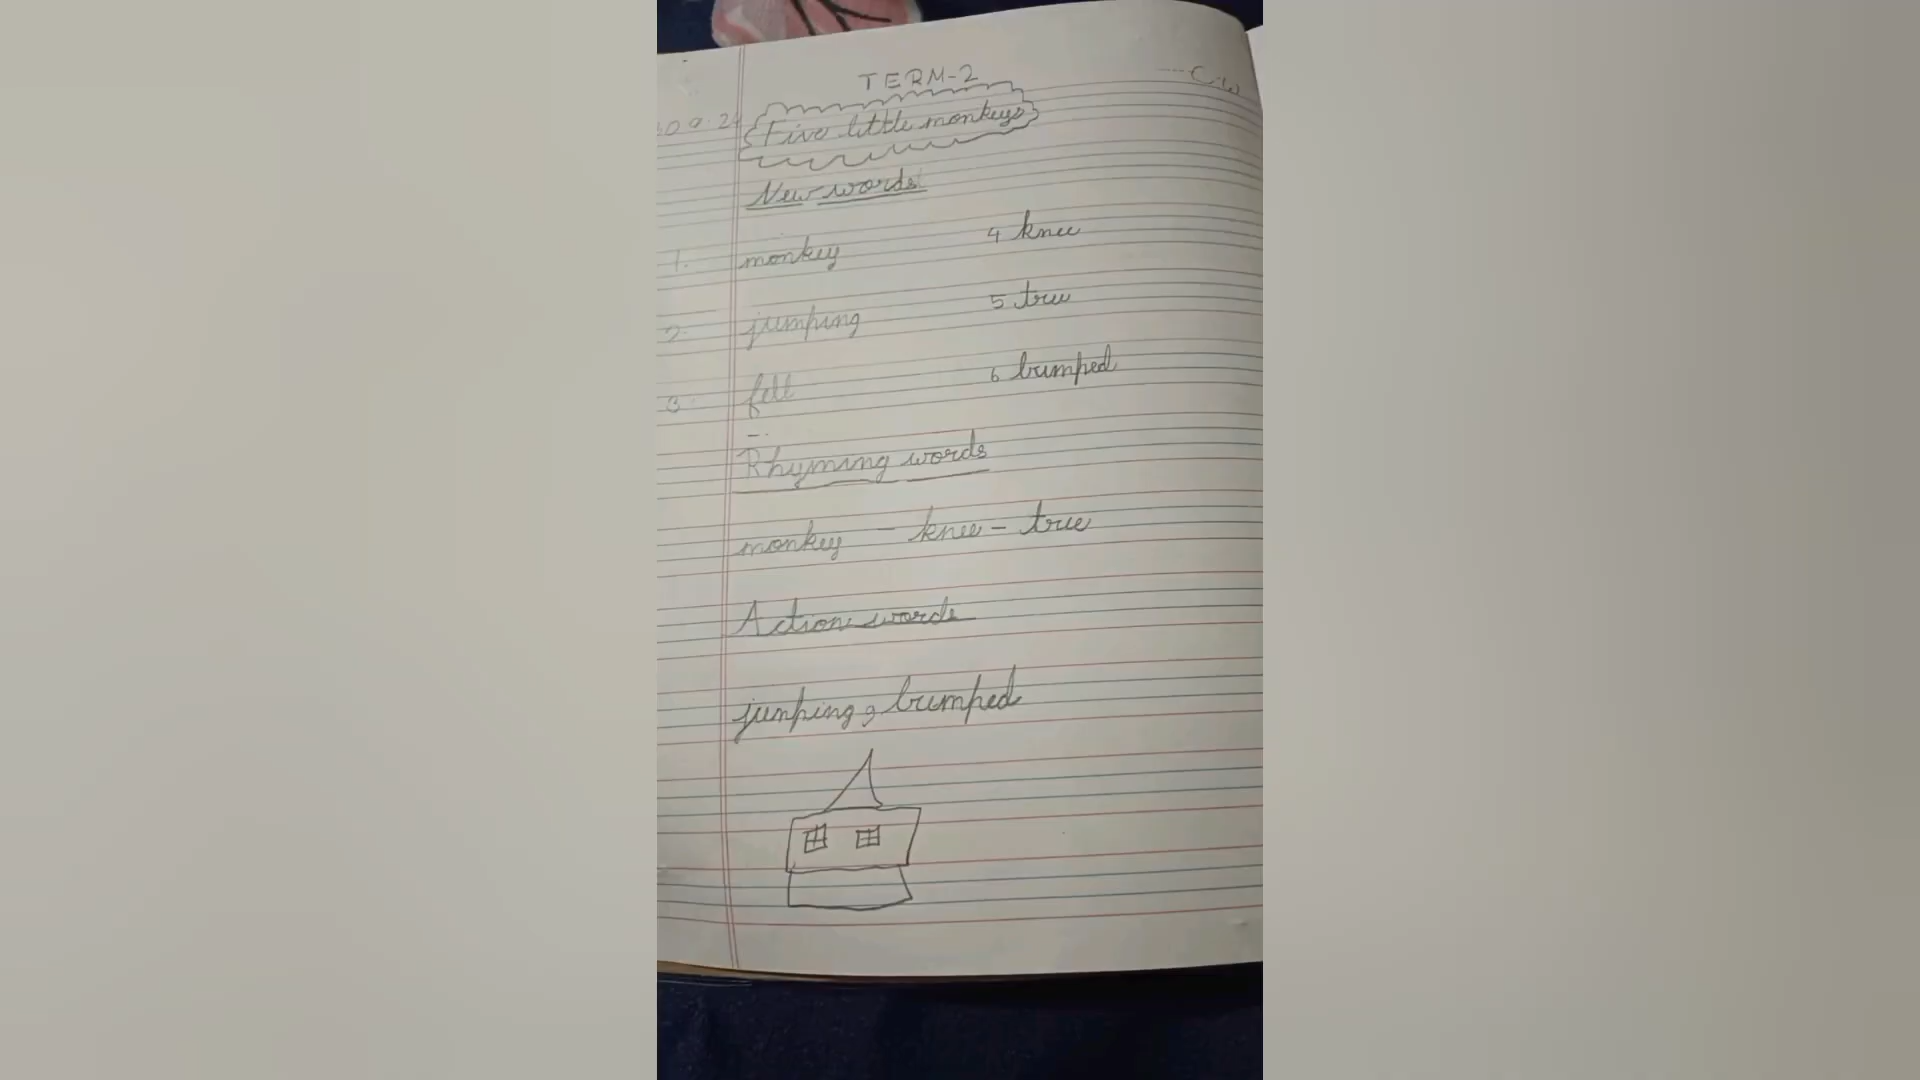 TERM-2
C.W
Five little monkeys
New words
1. monkey
2. jumping
3. fell
4 knee
5 tree
6 bumped
Rhyming words
monkey - knee - true
Action words
jumping, bumped